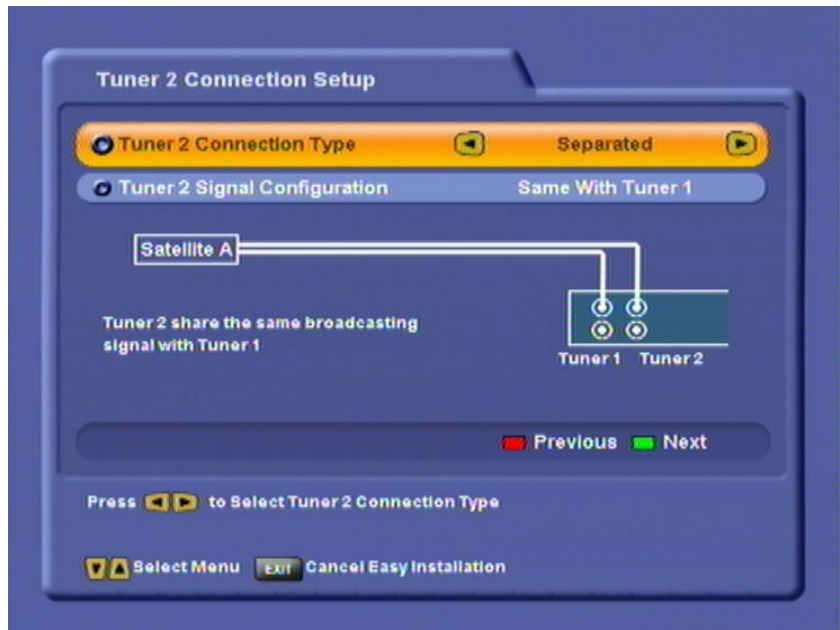 Tuner 2 Connection Setup
Tuner 2 Connection Type Separated
Tuner 2 Signal Configuration Same With Tuner 1
Satellite A
Tuner 2 share the same broadcasting
signal with Tuner 1
Tuner 1 Tuner 2
Previous Next
Press to Select Tuner 2 Connection Type
Select Menu EXIT Cancel Easy Installation